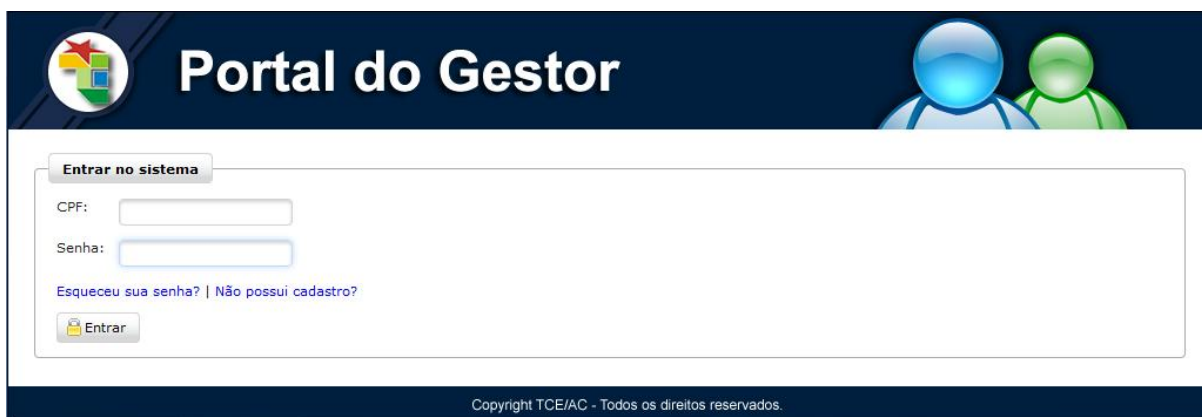 Portal do Gestor
Entrar no sistema
CPF:
Senha:
Esqueceu sua senha? | Não possui cadastro?
Entrar
Copyright TCE/AC - Todos os direitos reservados.